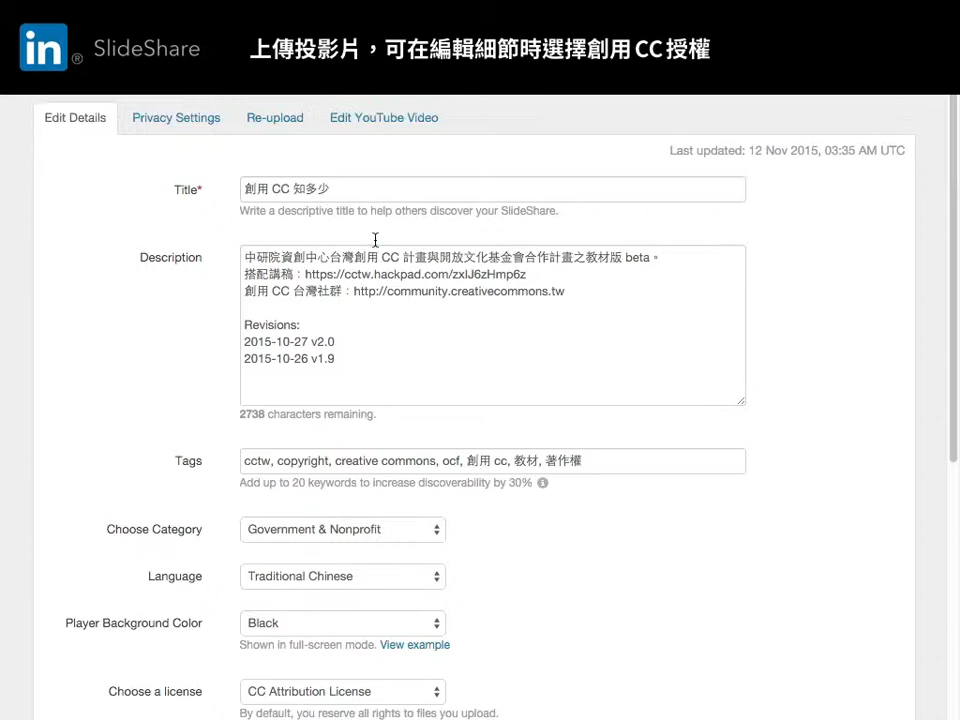 in® SlideShare 上傳投影片，可在編輯細節時選擇創用 CC 授權
Edit Details Privacy Settings Re-upload Edit YouTube Video
Last updated: 12 Nov 2015, 03:35 AM UTC
Title* 創用 CC 知多少
Write a descriptive title to help others discover your SlideShare.
Description 中研院資創中心台灣創用 CC 計畫與開放文化基金會合作計畫之教材版 beta。
搭配講稿：https://cctw.hackpad.com/zxlJ6zHmp6z
創用 CC 台灣社群：http://community.creativecommons.tw
Revisions:
2015-10-27 v2.0
2015-10-26 v1.9
2738 characters remaining.
Tags cctw, copyright, creative commons, ocf, 創用 cc, 教材, 著作權
Add up to 20 keywords to increase discoverability by 30%
Choose Category Government & Nonprofit
Language Traditional Chinese
Player Background Color Black
Shown in full-screen mode. View example
Choose a license CC Attribution License
By default, you reserve all rights to files you upload.